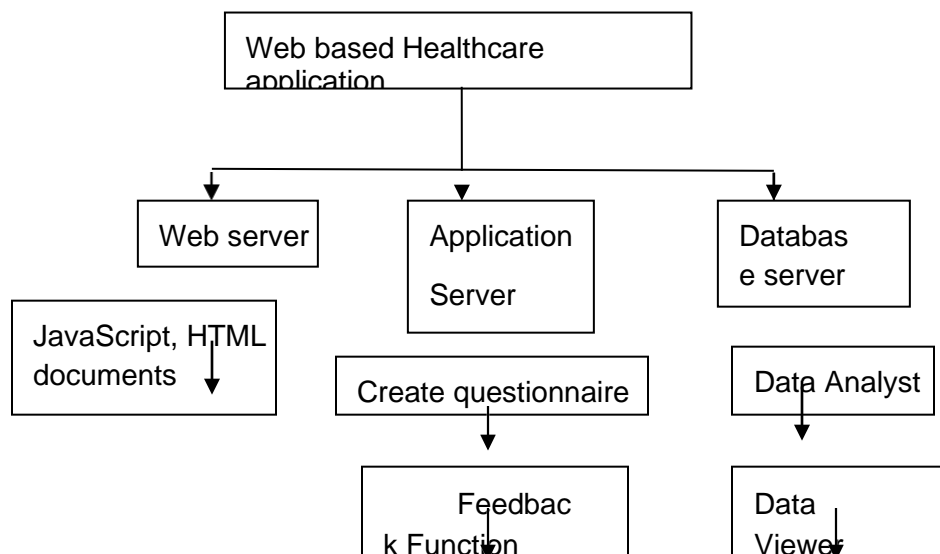 Web based Healthcare
application
Web server
Application
Server
Databas
e server
JavaScript, HTML
documents
Create questionnaire
Data Analyst
Feedbac
k Function
Data
Viewer